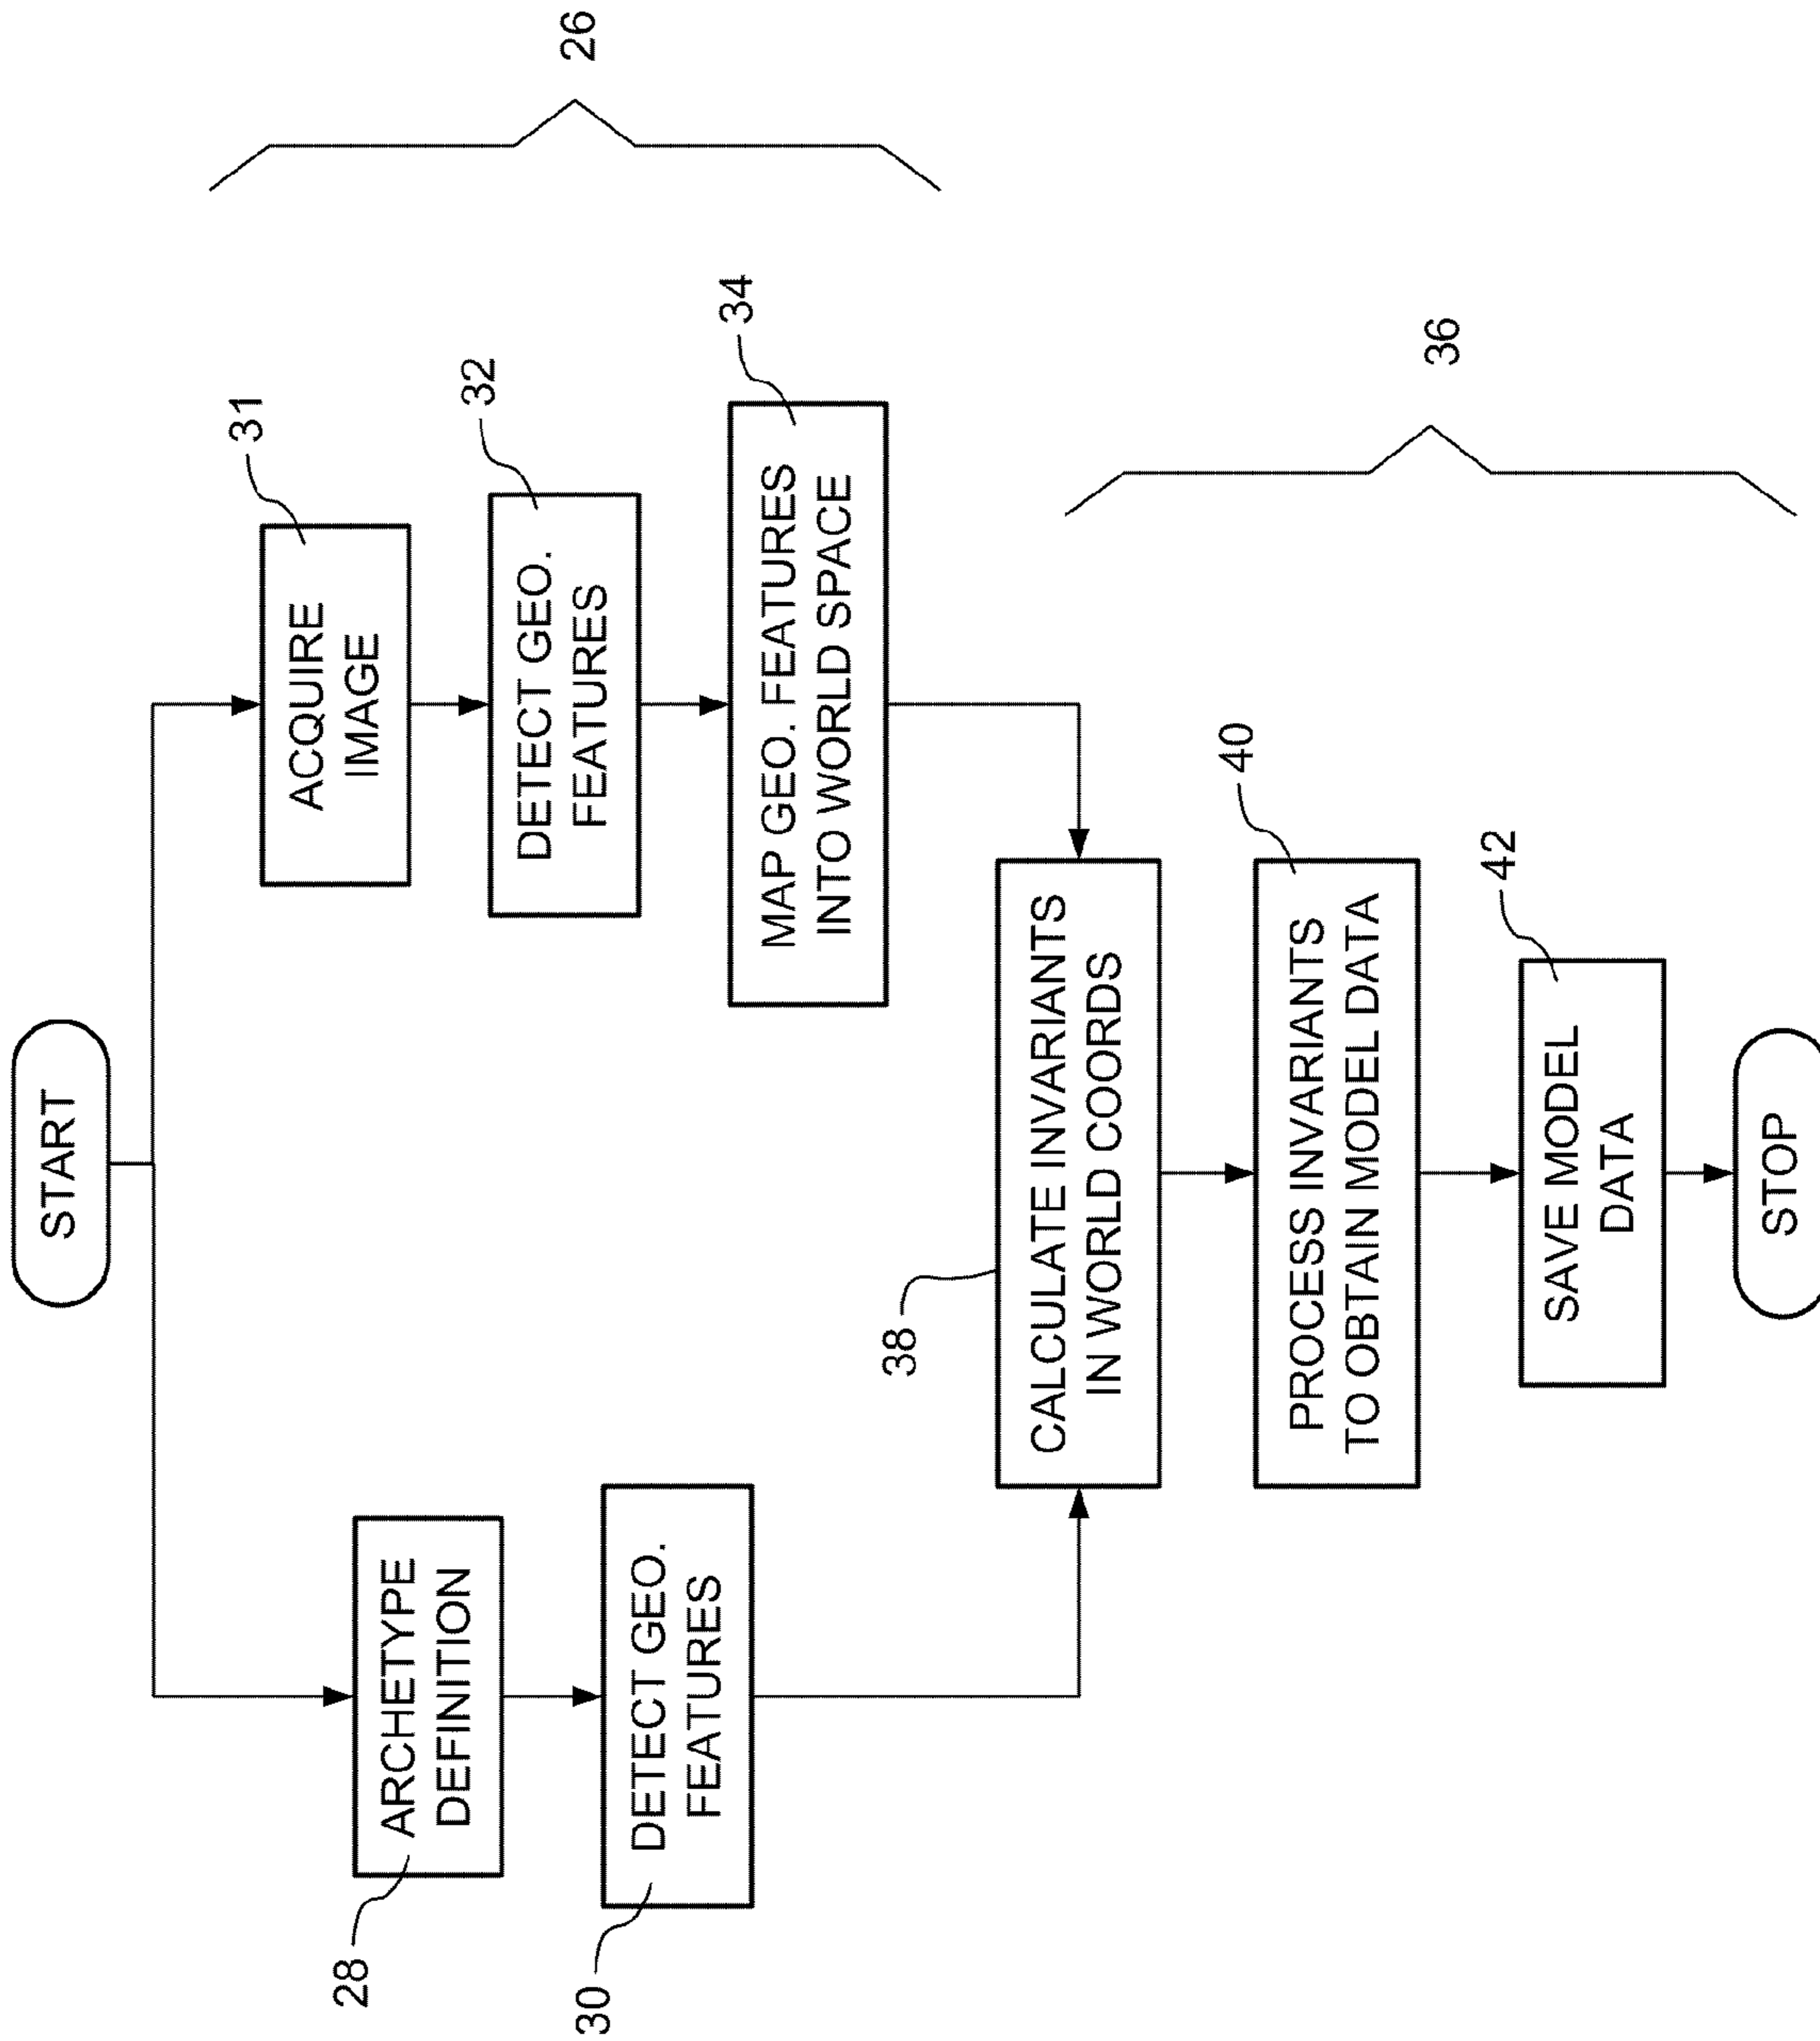 START
26
31
ACQUIRE
IMAGE
28
ARCHETYPE
DEFINITION
32
DETECT GEO.
FEATURES
30
DETECT GEO.
FEATURES
34
MAP GEO. FEATURES
INTO WORLD SPACE
36
38
CALCULATE INVARIANTS
IN WORLD COORDS
40
PROCESS INVARIANTS
TO OBTAIN MODEL DATA
42
SAVE MODEL
DATA
STOP